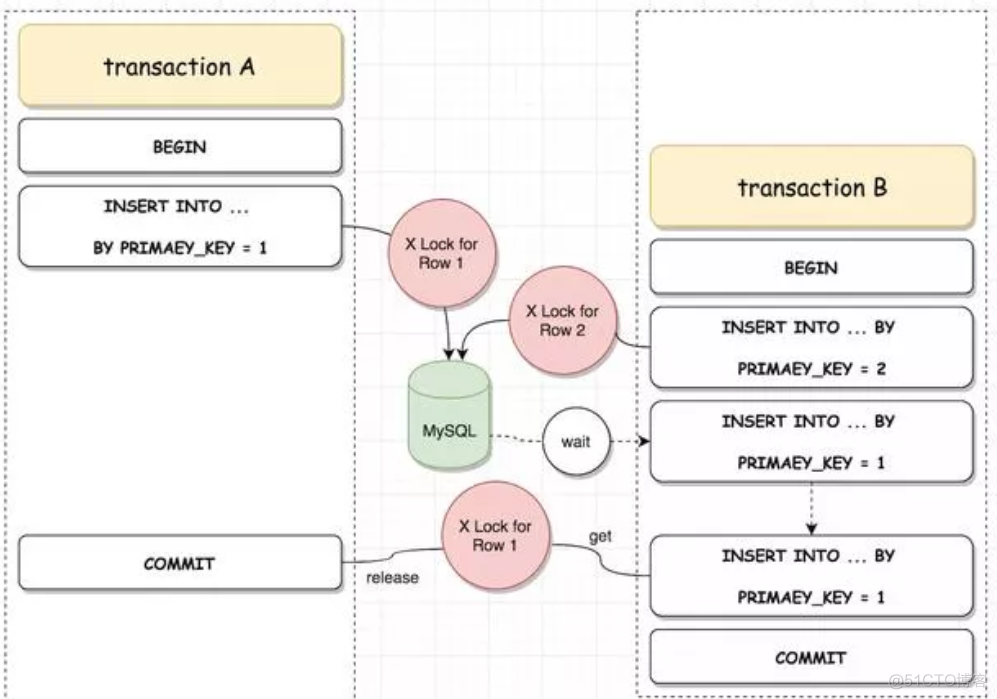 transaction A
BEGIN
INSERT INTO ...
BY PRIMAEY_KEY = 1
X Lock for
Row 1
transaction B
BEGIN
X Lock for
Row 2
INSERT INTO ... BY
PRIMAEY_KEY = 2
MySQL
wait
INSERT INTO ... BY
PRIMAEY_KEY = 1
COMMIT
release
X Lock for
Row 1
get
INSERT INTO ... BY
PRIMAEY_KEY = 1
COMMIT
@51CTO博客